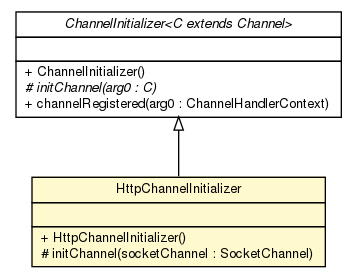 ChannelInitializer<C extends Channel>
+ ChannelInitializer()
# initChannel(arg0 : C)
+ channelRegistered(arg0 : ChannelHandlerContext)
HttpChannelInitializer
+ HttpChannelInitializer()
# initChannel(socketChannel : SocketChannel)